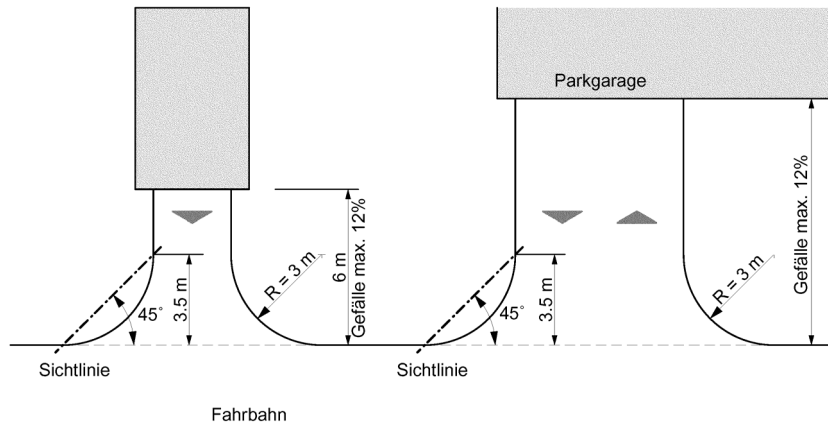 Parkgarage
45°
3.5 m
R = 3 m
6 m
Gefälle max. 12%
45°
3.5 m
R = 3 m
Gefälle max. 12%
Sichtlinie
Sichtlinie
Fahrbahn